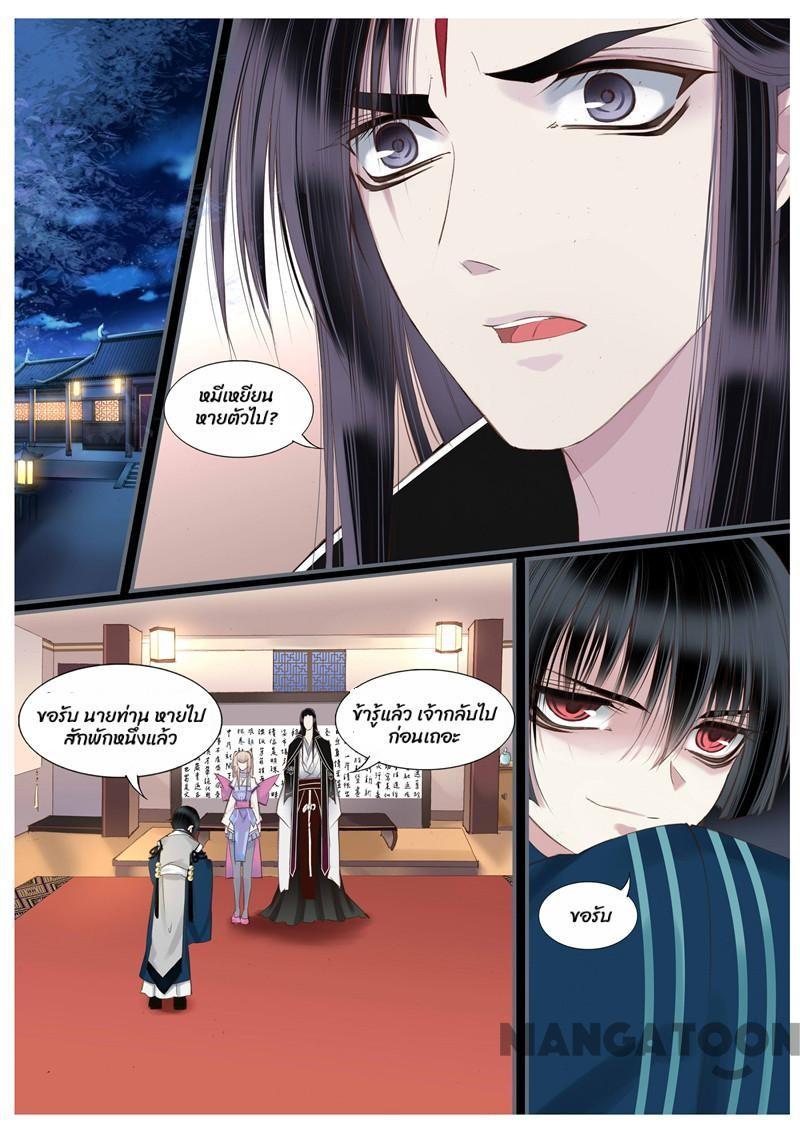 หมีเหยียน
หายตัวไป?
ขอรับ นายท่าน หายไป
สักพักหนึ่งแล้ว
ข้ารู้แล้ว เจ้ากลับไป
ก่อนเถอะ
ขอรับ
MANGATOON